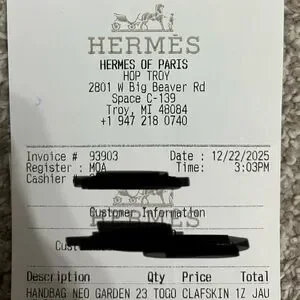 HERMÈS
HERMES OF PARIS
HOP TROY
2801 W Big Beaver Rd
Space C-139
Troy, MI 48084
+1 947 218 0740
Invoice # 93903 Date : 12/22/2025
Register : MOA Time: 3:03PM
Cashier #
HERMÈS
Customer Information
Description Qty Price Total
HANDBAG NEO GARDEN 23 TOGO CLAFSKIN 1Z JAU